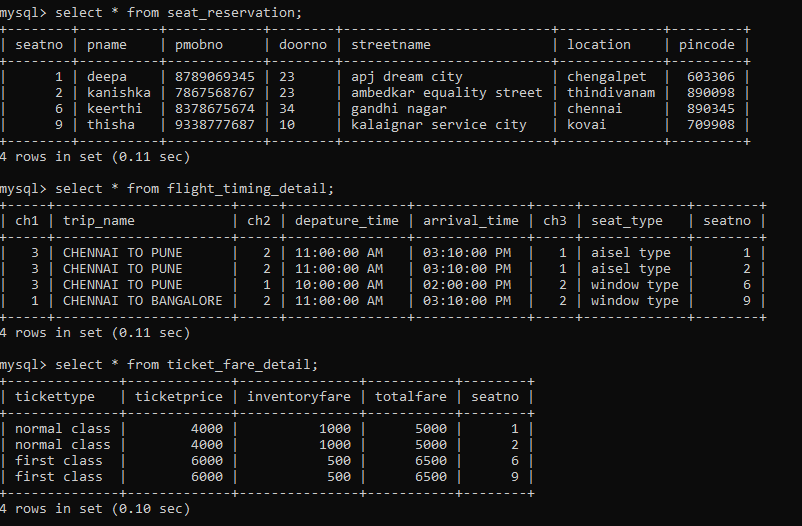 mysql> select * from seat_reservation;
+--------+----------+------------+--------+--------------------------+-------------+---------+
| seatno | pname    | pmobno     | doorno | streetname               | location    | pincode |
+--------+----------+------------+--------+--------------------------+-------------+---------+
|      1 | deepa    | 8789069345 | 23     | apj dream city           | chengalpet  |  603306 |
|      2 | kanishka | 7867568767 | 23     | ambedkar equality street | thindivanam |  890098 |
|      6 | keerthi  | 8378675674 | 34     | gandhi nagar             | chennai     |  890345 |
|      9 | thisha   | 9338777687 | 10     | kalaignar service city   | kovai       |  709908 |
+--------+----------+------------+--------+--------------------------+-------------+---------+
4 rows in set (0.11 sec)
mysql> select * from flight_timing_detail;
+-----+----------------------+-----+---------------+--------------+-----+-------------+--------+
| ch1 | trip_name            | ch2 | depature_time | arrival_time | ch3 | seat_type   | seatno |
+-----+----------------------+-----+---------------+--------------+-----+-------------+--------+
|   3 | CHENNAI TO PUNE      |   2 | 11:00:00 AM   | 03:10:00 PM  |   1 | aisel type  |      1 |
|   3 | CHENNAI TO PUNE      |   2 | 11:00:00 AM   | 03:10:00 PM  |   1 | aisel type  |      2 |
|   3 | CHENNAI TO PUNE      |   1 | 10:00:00 AM   | 02:00:00 PM  |   2 | window type |      6 |
|   1 | CHENNAI TO BANGALORE |   2 | 11:00:00 AM   | 03:10:00 PM  |   2 | window type |      9 |
+-----+----------------------+-----+---------------+--------------+-----+-------------+--------+
4 rows in set (0.11 sec)
mysql> select * from ticket_fare_detail;
+--------------+-------------+---------------+-----------+--------+
| tickettype   | ticketprice | inventoryfare | totalfare | seatno |
+--------------+-------------+---------------+-----------+--------+
| normal class |        4000 |          1000 |      5000 |      1 |
| normal class |        4000 |          1000 |      5000 |      2 |
| first class  |        6000 |           500 |      6500 |      6 |
| first class  |        6000 |           500 |      6500 |      9 |
+--------------+-------------+---------------+-----------+--------+
4 rows in set (0.10 sec)